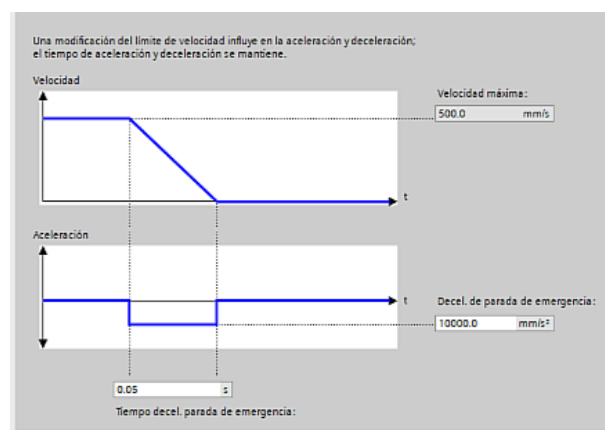 Una modificación del límite de velocidad influye en la aceleración y deceleración;
el tiempo de aceleración y deceleración se mantiene.
Velocidad
Velocidad máxima:
500.0 mm/s
t
Aceleración
t
Decel. de parada de emergencia:
10000.0 mm/s²
0.05 s
Tiempo decel. parada de emergencia: